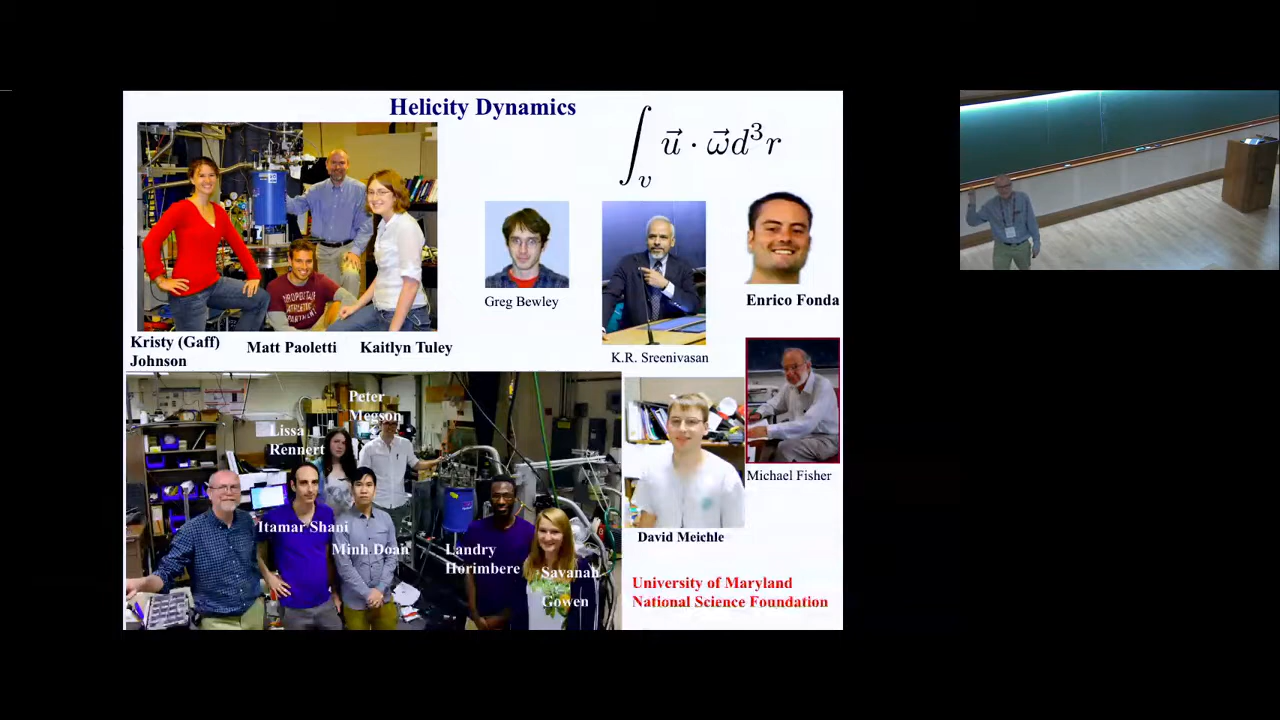 Helicity Dynamics
∫_v u⃗ · ω⃗ d³r
Greg Bewley
K.R. Sreenivasan
Enrico Fonda
Kristy (Gaff)
Johnson
Matt Paoletti
Kaitlyn Tuley
Michael Fisher
Peter
Megson
Lissa
Rennert
Itamar Shani
Minh Doan
Landry
Horimbere
Savanah
Gowen
David Meichle
University of Maryland
National Science Foundation